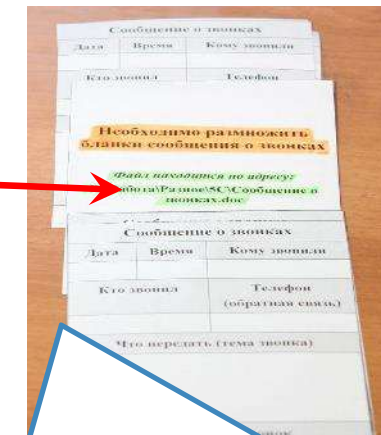 Сообщение о звонках
Дата Время Кому звонили
Кто звонил Телефон
Необходимо размножить
бланки сообщения о звонках
Файл находится по адресу:
бота\Разное\5С\Сообщение о
звонках.doc
Сообщение о звонках
Дата Время Кому звонили
Кто звонил Телефон
(обратная связь)
Что передать (тема звонка)